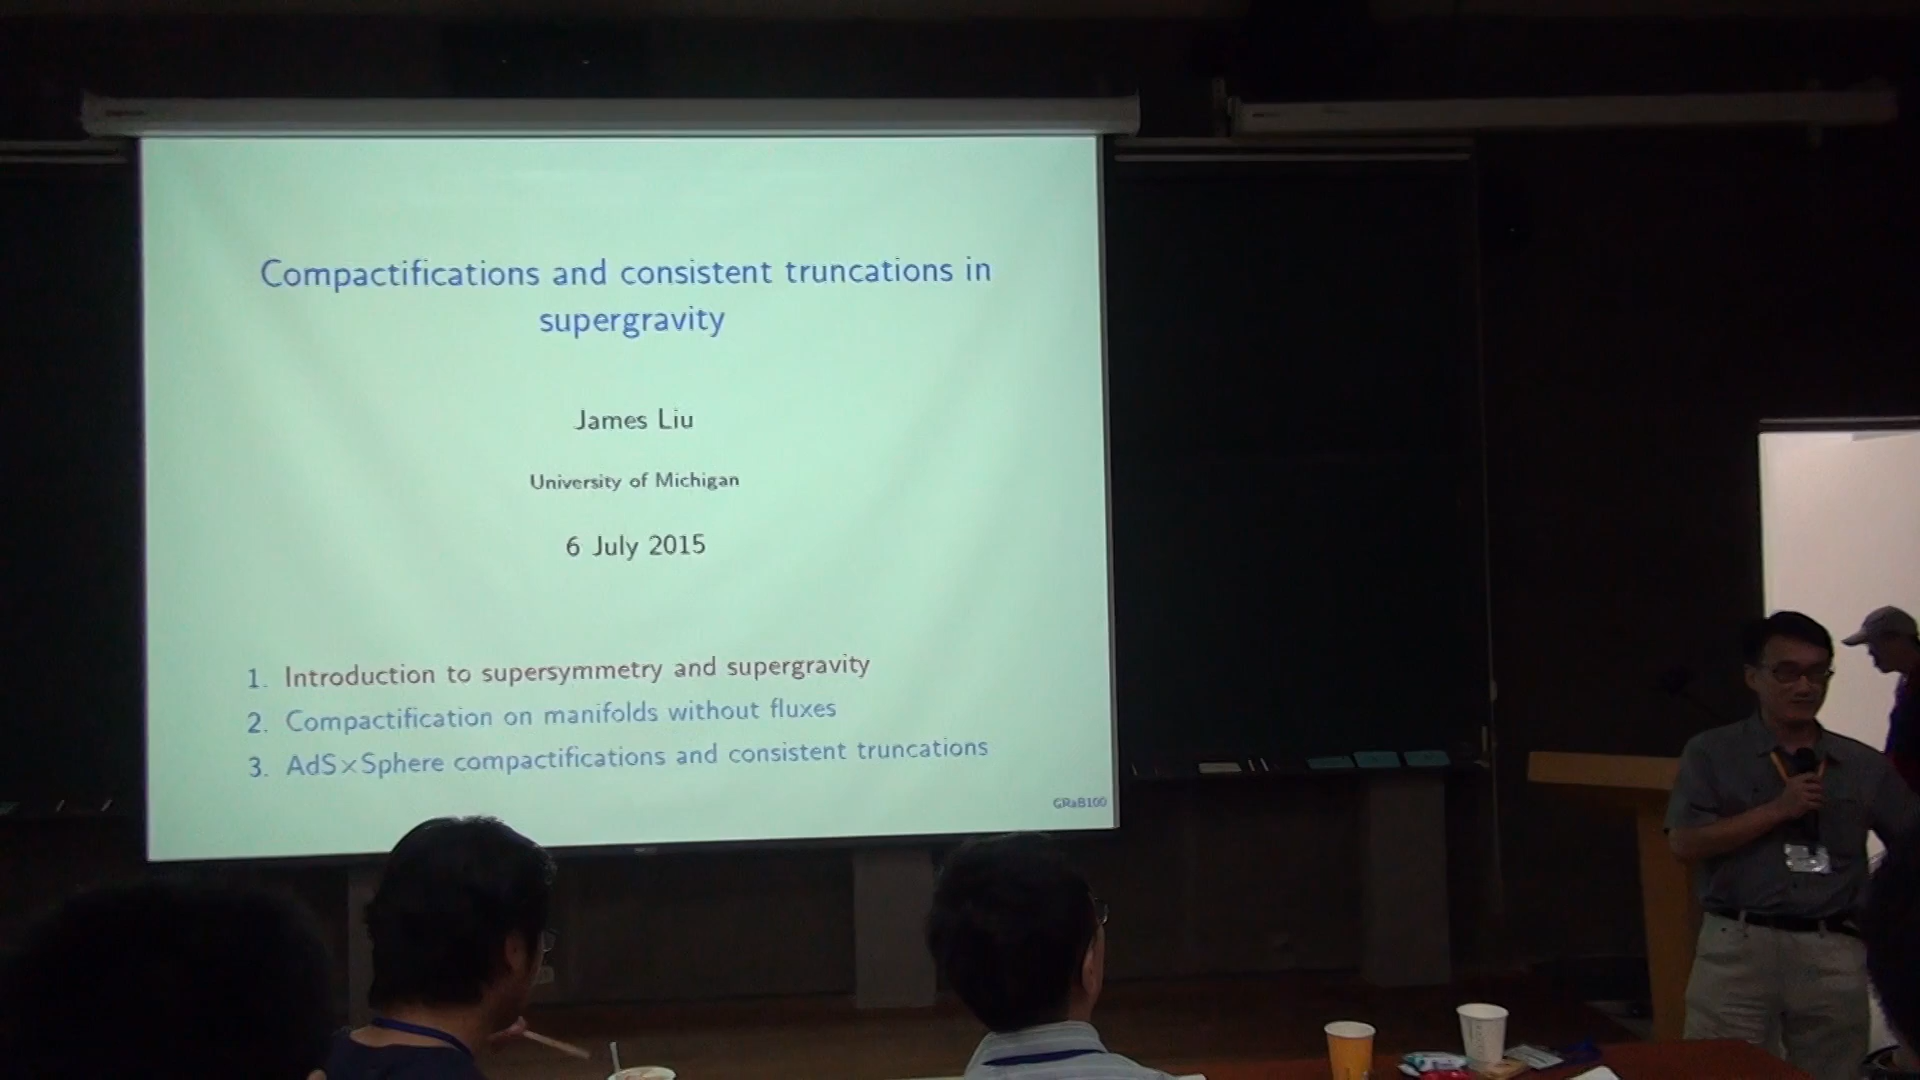 Compactifications and consistent truncations in
supergravity
James Liu
University of Michigan
6 July 2015
1. Introduction to supersymmetry and supergravity
2. Compactification on manifolds without fluxes
3. AdS×Sphere compactifications and consistent truncations
GRaB100